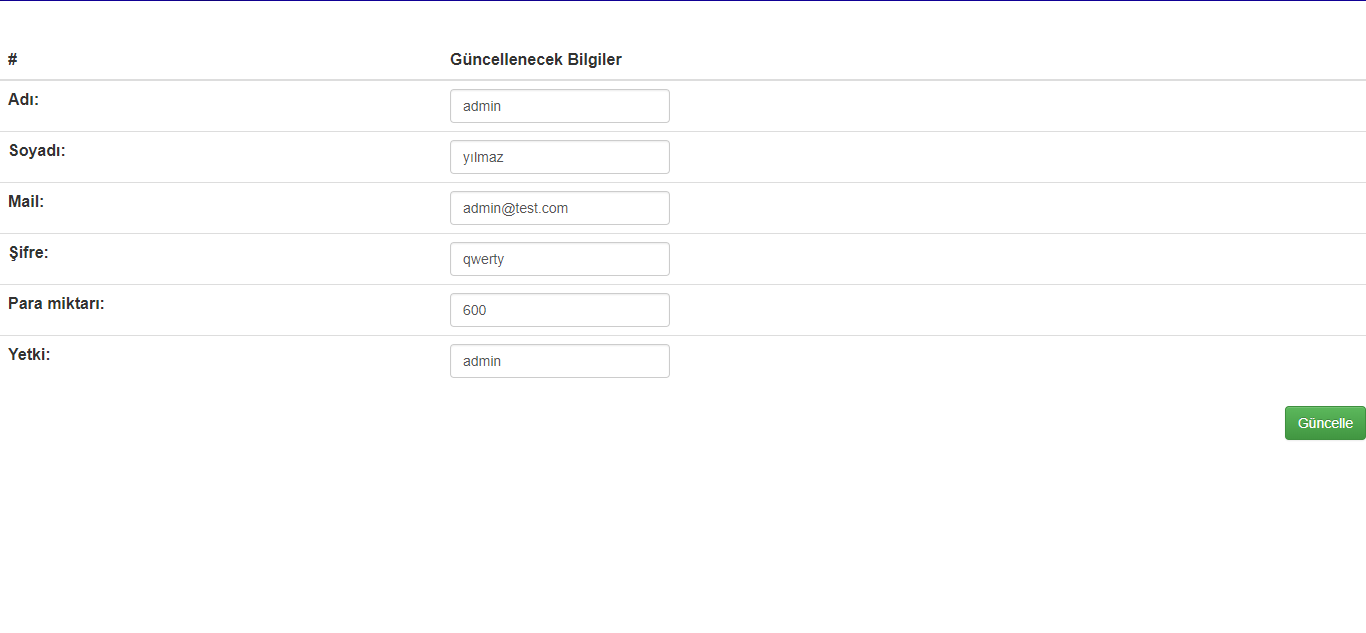 # Güncellenecek Bilgiler
Adı: admin
Soyadı: yılmaz
Mail: admin@test.com
Şifre: qwerty
Para miktarı: 600
Yetki: admin
Güncelle